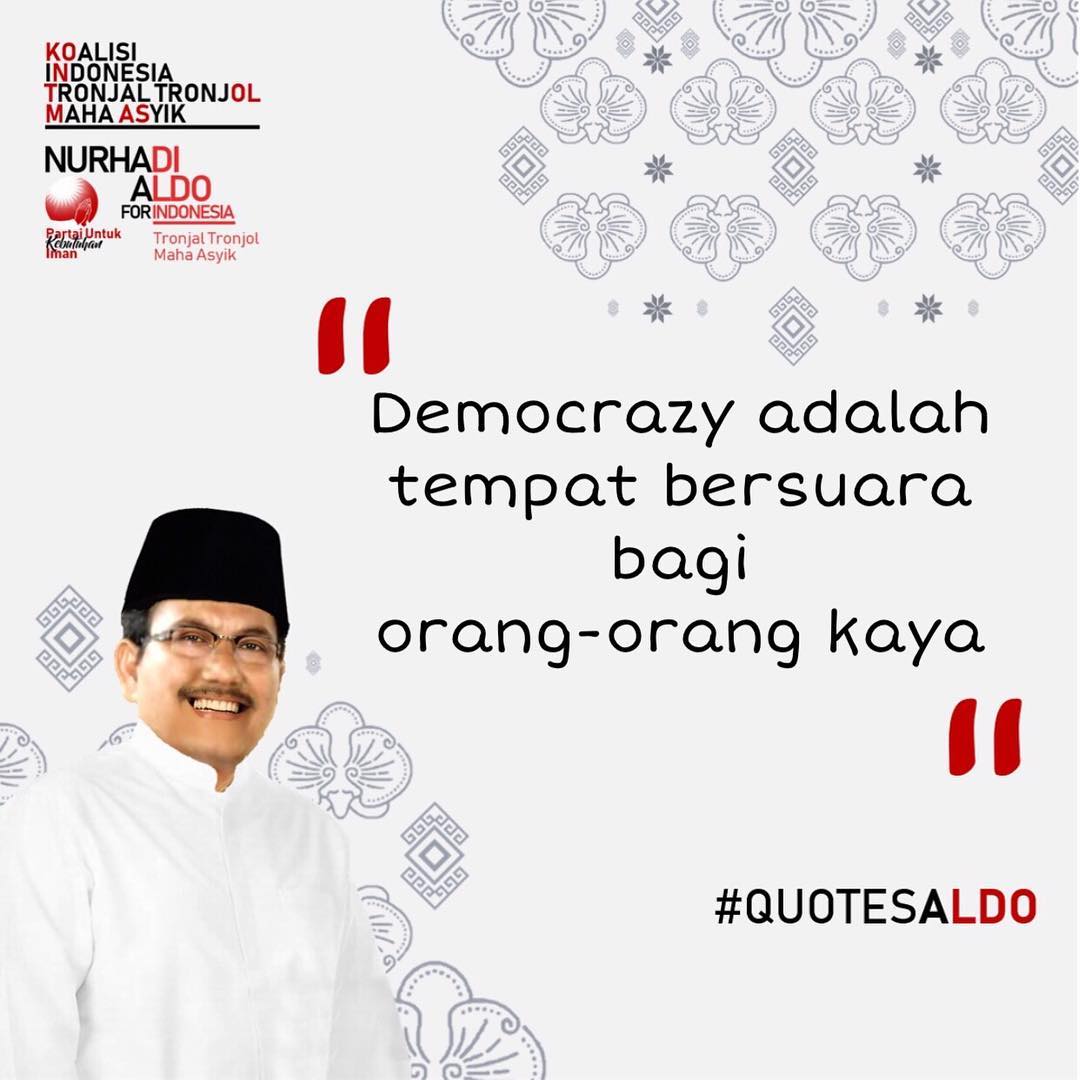 KOALISI
INDONESIA
TRONJAL TRONJOL
MAHA ASYIK
NURHADI
ALDO
FOR INDONESIA
Partai Untuk
Kebutuhan
Iman
Tronjal Tronjol
Maha Asyik
"
Democrazy adalah
tempat bersuara
bagi
orang-orang kaya
"
#QUOTESALDO